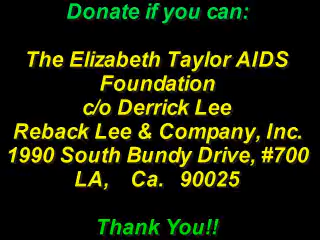 Donate if you can:
The Elizabeth Taylor AIDS
Foundation
c/o Derrick Lee
Reback Lee & Company, Inc.
1990 South Bundy Drive, #700
LA, Ca. 90025
Thank You!!